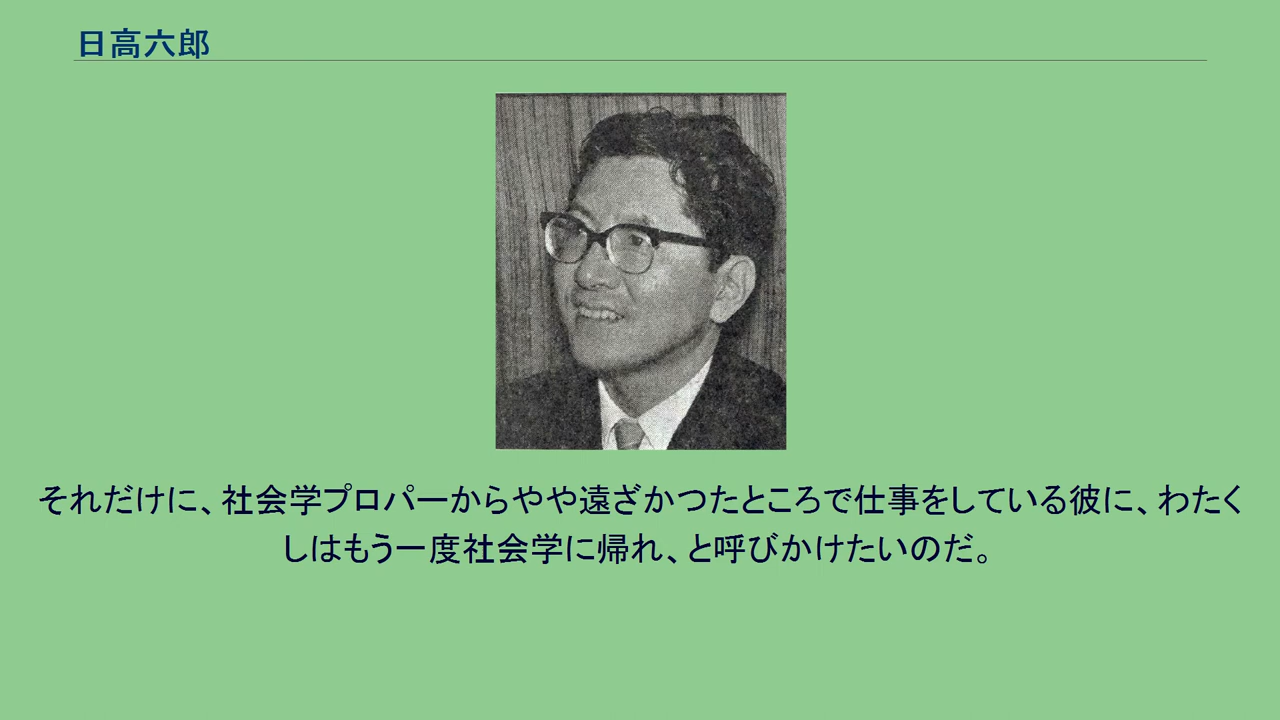 日高六郎
それだけに、社会学プロパーからやや遠ざかつたところで仕事をしている彼に、わたく
しはもう一度社会学に帰れ、と呼びかけたいのだ。